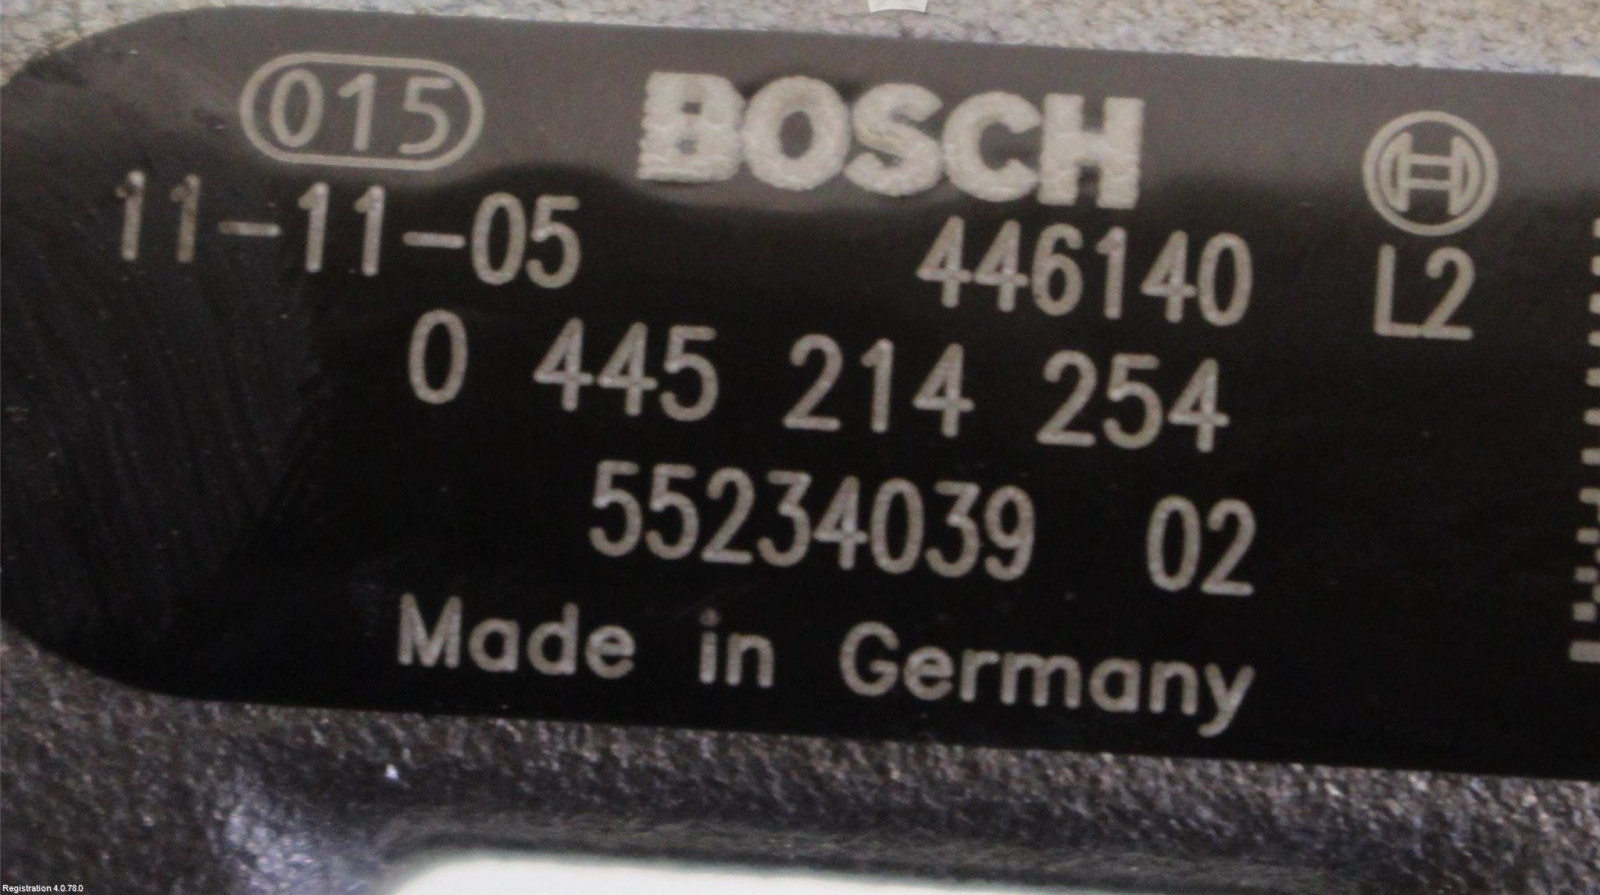 015 BOSCH
11-11-05 446140 L2
0 445 214 254
55234039 02
Made in Germany
Registration 4.0.78.0